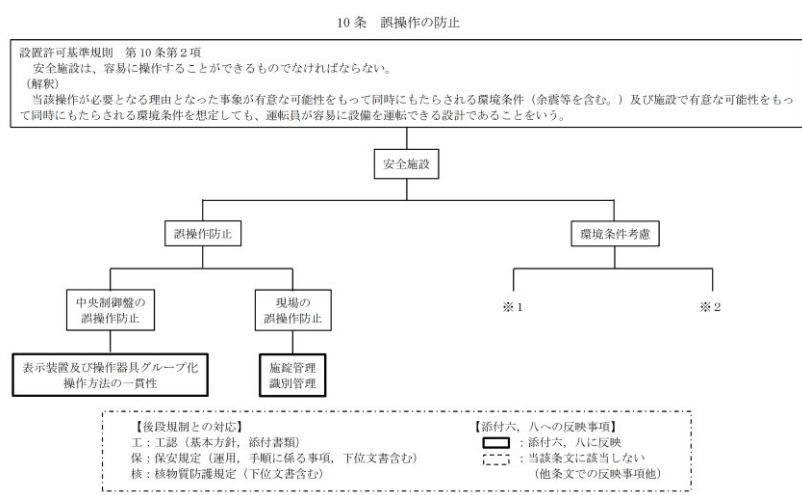 10条 誤操作の防止
設置許可基準規則 第10条第2項
安全施設は、容易に操作することができるものでなければならない。
(解釈)
当該操作が必要となる理由となった事象が有意な可能性をもって同時にもたらされる環境条件(余震等を含む。)及び施設で有意な可能性をもっ
て同時にもたらされる環境条件を想定しても、運転員が容易に設備を運転できる設計であることをいう。
安全施設
誤操作防止
環境条件考慮
中央制御盤の
誤操作防止
現場の
誤操作防止
※1
※2
表示装置及び操作器具グループ化
操作方法の一貫性
施錠管理
識別管理
【後段規制との対応】
工:工認(基本方針,添付書類)
保:保安規定(運用,手順に係る事項,下位文書含む)
核:核物質防護規定(下位文書含む)
【添付六,八への反映事項】
:添付六,八に反映
:当該条文に該当しない
(他条文での反映事項他)